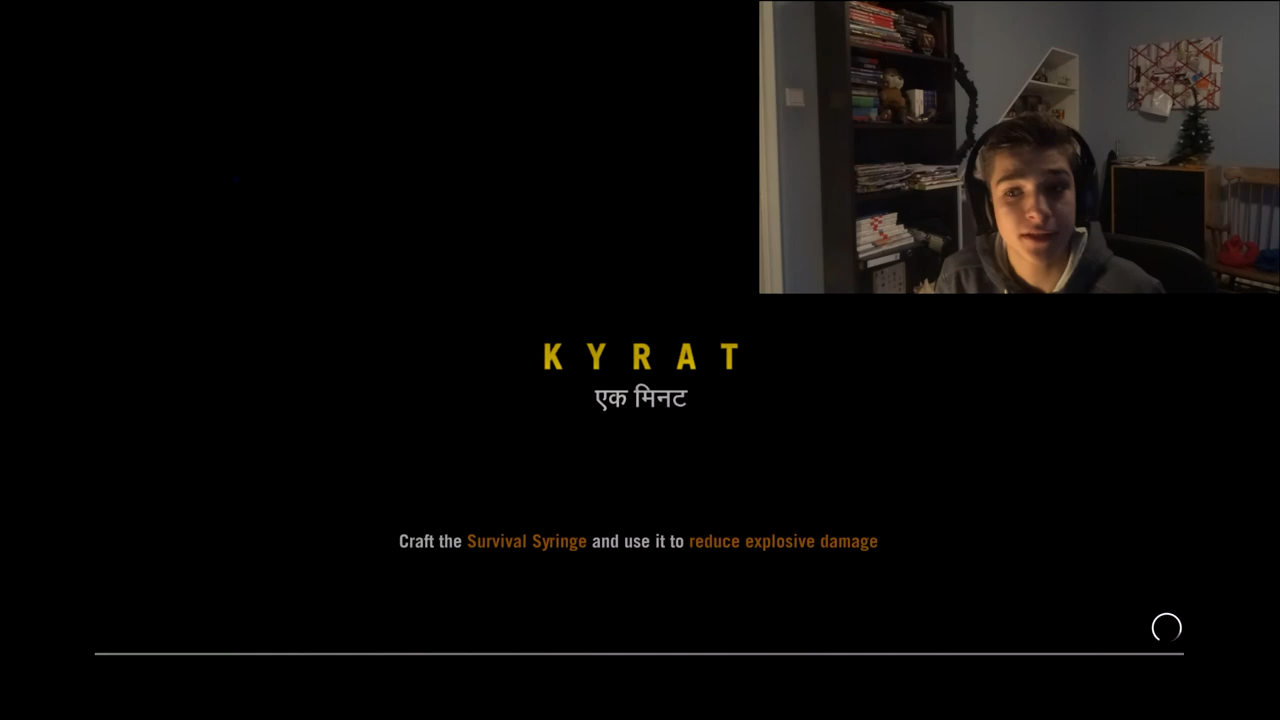 KYRAT
एक मिनट
Craft the Survival Syringe and use it to reduce explosive damage